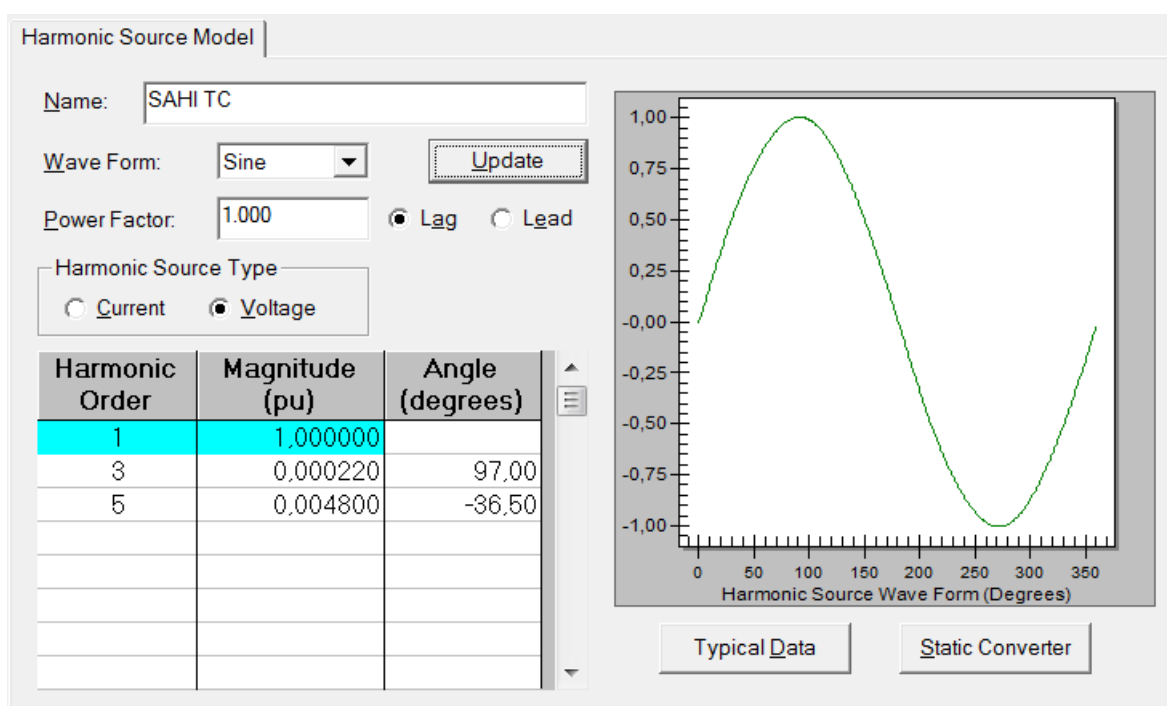 Harmonic Source Model
Name: SAHI TC
Wave Form: Sine Update
Power Factor: 1.000 Lag Lead
Harmonic Source Type
Current Voltage
Harmonic Order Magnitude (pu) Angle (degrees)
1 1,000000
3 0,000220 97,00
5 0,004800 -36,50
1,00
0,75
0,50
0,25
-0,00
-0,25
-0,50
-0,75
-1,00
0 50 100 150 200 250 300 350
Harmonic Source Wave Form (Degrees)
Typical Data Static Converter